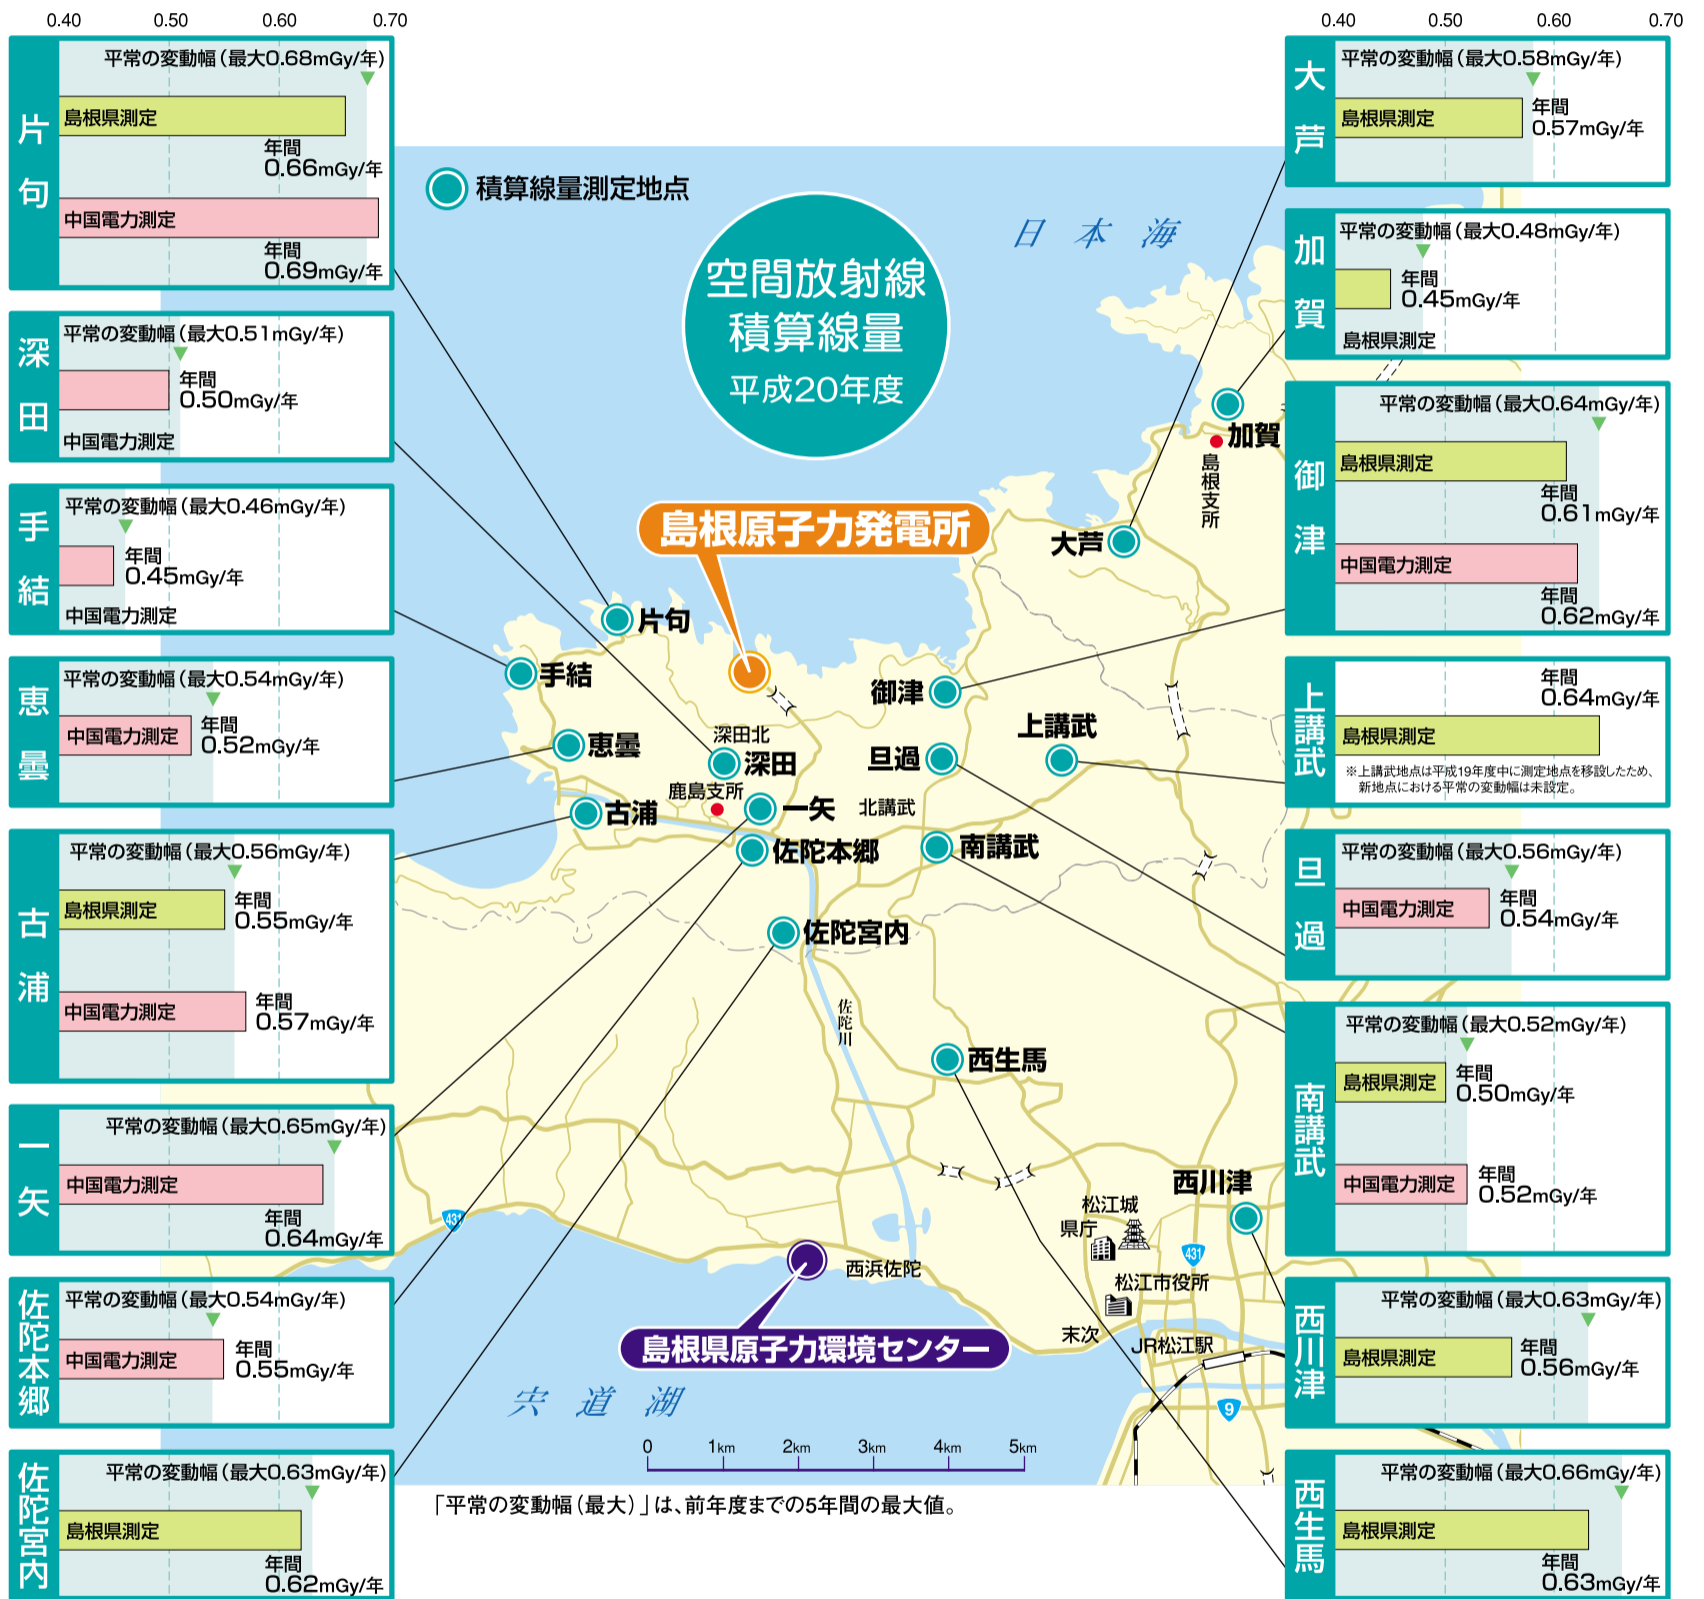 0.40 0.50 0.60 0.70
片句
平常の変動幅(最大0.68mGy/年)
島根県測定
年間
0.66mGy/年
中国電力測定
年間
0.69mGy/年
深田
平常の変動幅(最大0.51mGy/年)
年間
0.50mGy/年
中国電力測定
手結
平常の変動幅(最大0.46mGy/年)
年間
0.45mGy/年
中国電力測定
恵曇
平常の変動幅(最大0.54mGy/年)
中国電力測定
年間
0.52mGy/年
古浦
平常の変動幅(最大0.56mGy/年)
島根県測定
年間
0.55mGy/年
中国電力測定
年間
0.57mGy/年
一矢
平常の変動幅(最大0.65mGy/年)
中国電力測定
年間
0.64mGy/年
佐陀本郷
平常の変動幅(最大0.54mGy/年)
中国電力測定
年間
0.55mGy/年
佐陀宮内
平常の変動幅(最大0.63mGy/年)
島根県測定
年間
0.62mGy/年
積算線量測定地点
空間放射線
積算線量
平成20年度
日本海
島根原子力発電所
加賀
島根支所
大芦
片句
手結
御津
恵曇
深田北
深田
旦過
上講武
鹿島支所
古浦
一矢
北講武
佐陀本郷
南講武
佐陀宮内
佐陀川
西生馬
西川津
松江城
県庁
431
431
松江市役所
西浜佐陀
末次
JR松江駅
島根県原子力環境センター
9
宍道湖
0 1km 2km 3km 4km 5km
「平常の変動幅(最大)」は、前年度までの5年間の最大値。
0.40 0.50 0.60 0.70
大芦
平常の変動幅(最大0.58mGy/年)
島根県測定
年間
0.57mGy/年
加賀
平常の変動幅(最大0.48mGy/年)
年間
0.45mGy/年
島根県測定
御津
平常の変動幅(最大0.64mGy/年)
島根県測定
年間
0.61mGy/年
中国電力測定
年間
0.62mGy/年
上講武
年間
0.64mGy/年
島根県測定
※上講武地点は平成19年度中に測定地点を移設したため、
新地点における平常の変動幅は未設定。
旦過
平常の変動幅(最大0.56mGy/年)
中国電力測定
年間
0.54mGy/年
南講武
平常の変動幅(最大0.52mGy/年)
島根県測定
年間
0.50mGy/年
中国電力測定
年間
0.52mGy/年
西川津
平常の変動幅(最大0.63mGy/年)
島根県測定
年間
0.56mGy/年
西生馬
平常の変動幅(最大0.66mGy/年)
島根県測定
年間
0.63mGy/年